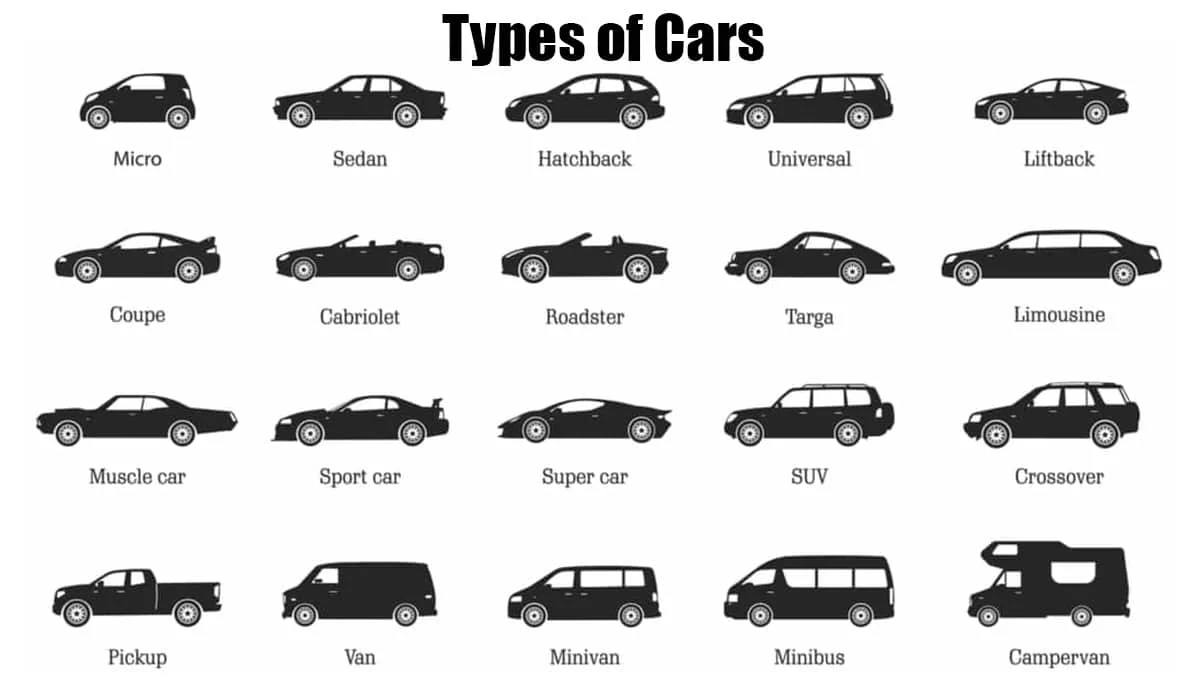 Types of Cars
Micro
Sedan
Hatchback
Universal
Liftback
Coupe
Cabriolet
Roadster
Targa
Limousine
Muscle car
Sport car
Super car
SUV
Crossover
Pickup
Van
Minivan
Minibus
Campervan